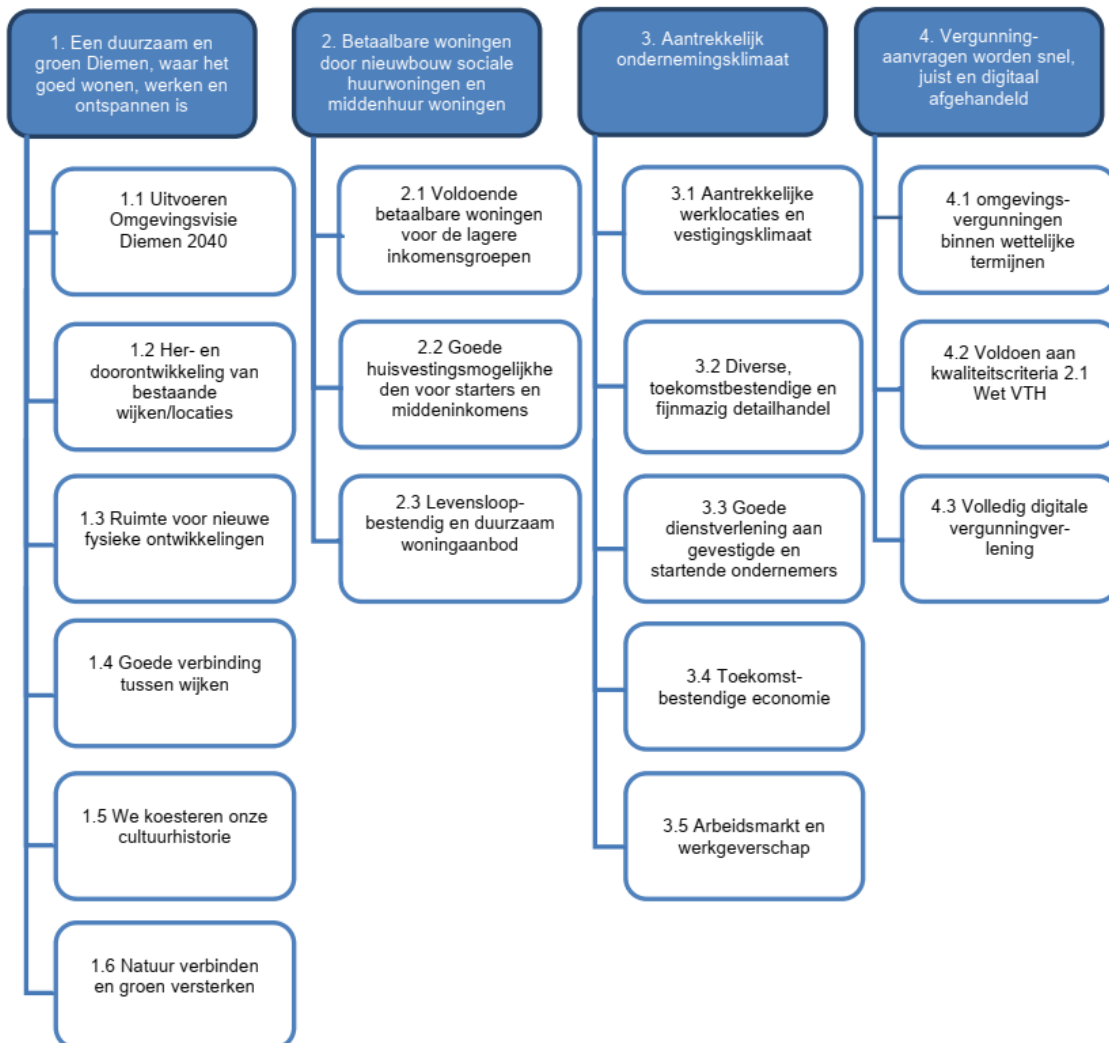 1. Een duurzaam en
groen Diemen, waar het
goed wonen, werken en
ontspannen is
1.1 Uitvoeren
Omgevingsvisie
Diemen 2040
1.2 Her- en
doorontwikkeling van
bestaande
wijken/locaties
1.3 Ruimte voor nieuwe
fysieke ontwikkelingen
1.4 Goede verbinding
tussen wijken
1.5 We koesteren onze
cultuurhistorie
1.6 Natuur verbinden
en groen versterken
2. Betaalbare woningen
door nieuwbouw sociale
huurwoningen en
middenhuur woningen
2.1 Voldoende
betaalbare woningen
voor de lagere
inkomensgroepen
2.2 Goede
huisvestingsmogelijkhe
den voor starters en
middeninkomens
2.3 Levensloop-
bestendig en duurzaam
woningaanbod
3. Aantrekkelijk
ondernemingsklimaat
3.1 Aantrekkelijke
werklocaties en
vestigingsklimaat
3.2 Diverse,
toekomstbestendige en
fijnmazig detailhandel
3.3 Goede
dienstverlening aan
gevestigde en
startende ondernemers
3.4 Toekomst-
bestendige economie
3.5 Arbeidsmarkt en
werkgeverschap
4. Vergunning-
aanvragen worden snel,
juist en digitaal
afgehandeld
4.1 omgevings-
vergunningen
binnen wettelijke
termijnen
4.2 Voldoen aan
kwaliteitscriteria 2.1
Wet VTH
4.3 Volledig digitale
vergunningver-
lening